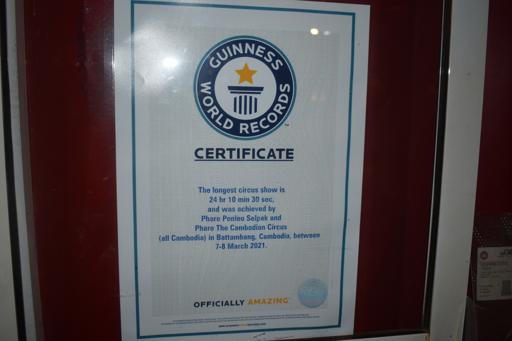 GUINNESS
WORLD RECORDS
CERTIFICATE
The longest circus show is
24 hr 10 min 30 sec,
and was achieved by
Phare Ponleu Selpak and
Phare The Cambodian Circus
(all Cambodia) in Battambang, Cambodia, between
7-8 March 2021.
OFFICIALLY AMAZING